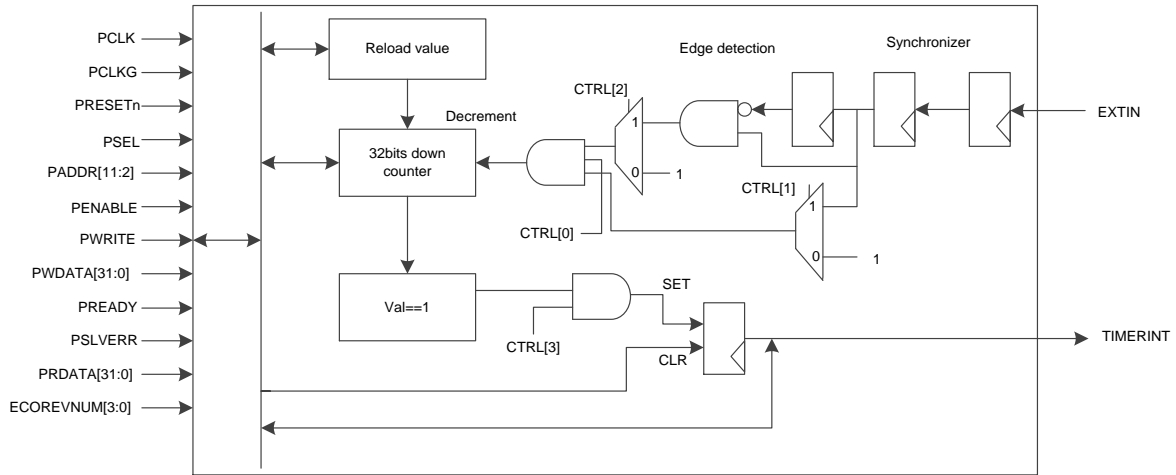 PCLK
PCLKG
PRESETn
PSEL
PADDR[11:2]
PENABLE
PWRITE
PWDATA[31:0]
PREADY
PSLVERR
PRDATA[31:0]
ECOREVNUM[3:0]
Reload value
Decrement
32bits down
counter
Val==1
Edge detection
Synchronizer
CTRL[2]
1
0
1
CTRL[1]
1
0
1
CTRL[0]
CTRL[3]
SET
CLR
EXTIN
TIMERINT